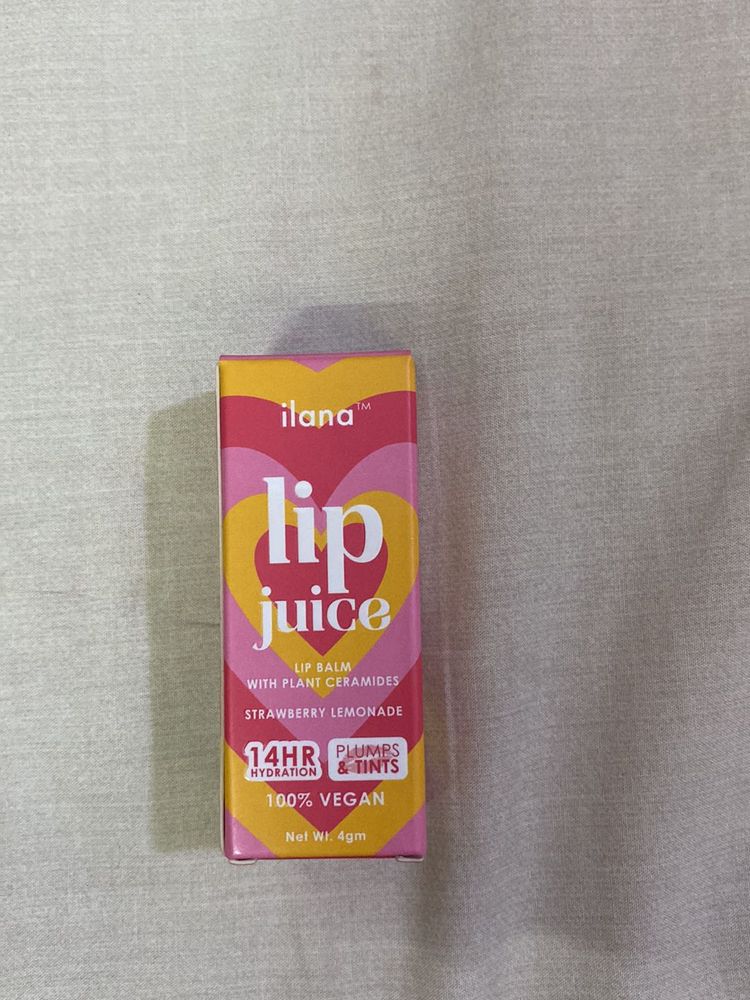 ilana™
lip
juice
LIP BALM
WITH PLANT CERAMIDES
STRAWBERRY LEMONADE
14HR
HYDRATION
PLUMPS
& TINTS
100% VEGAN
Net Wt. 4gm